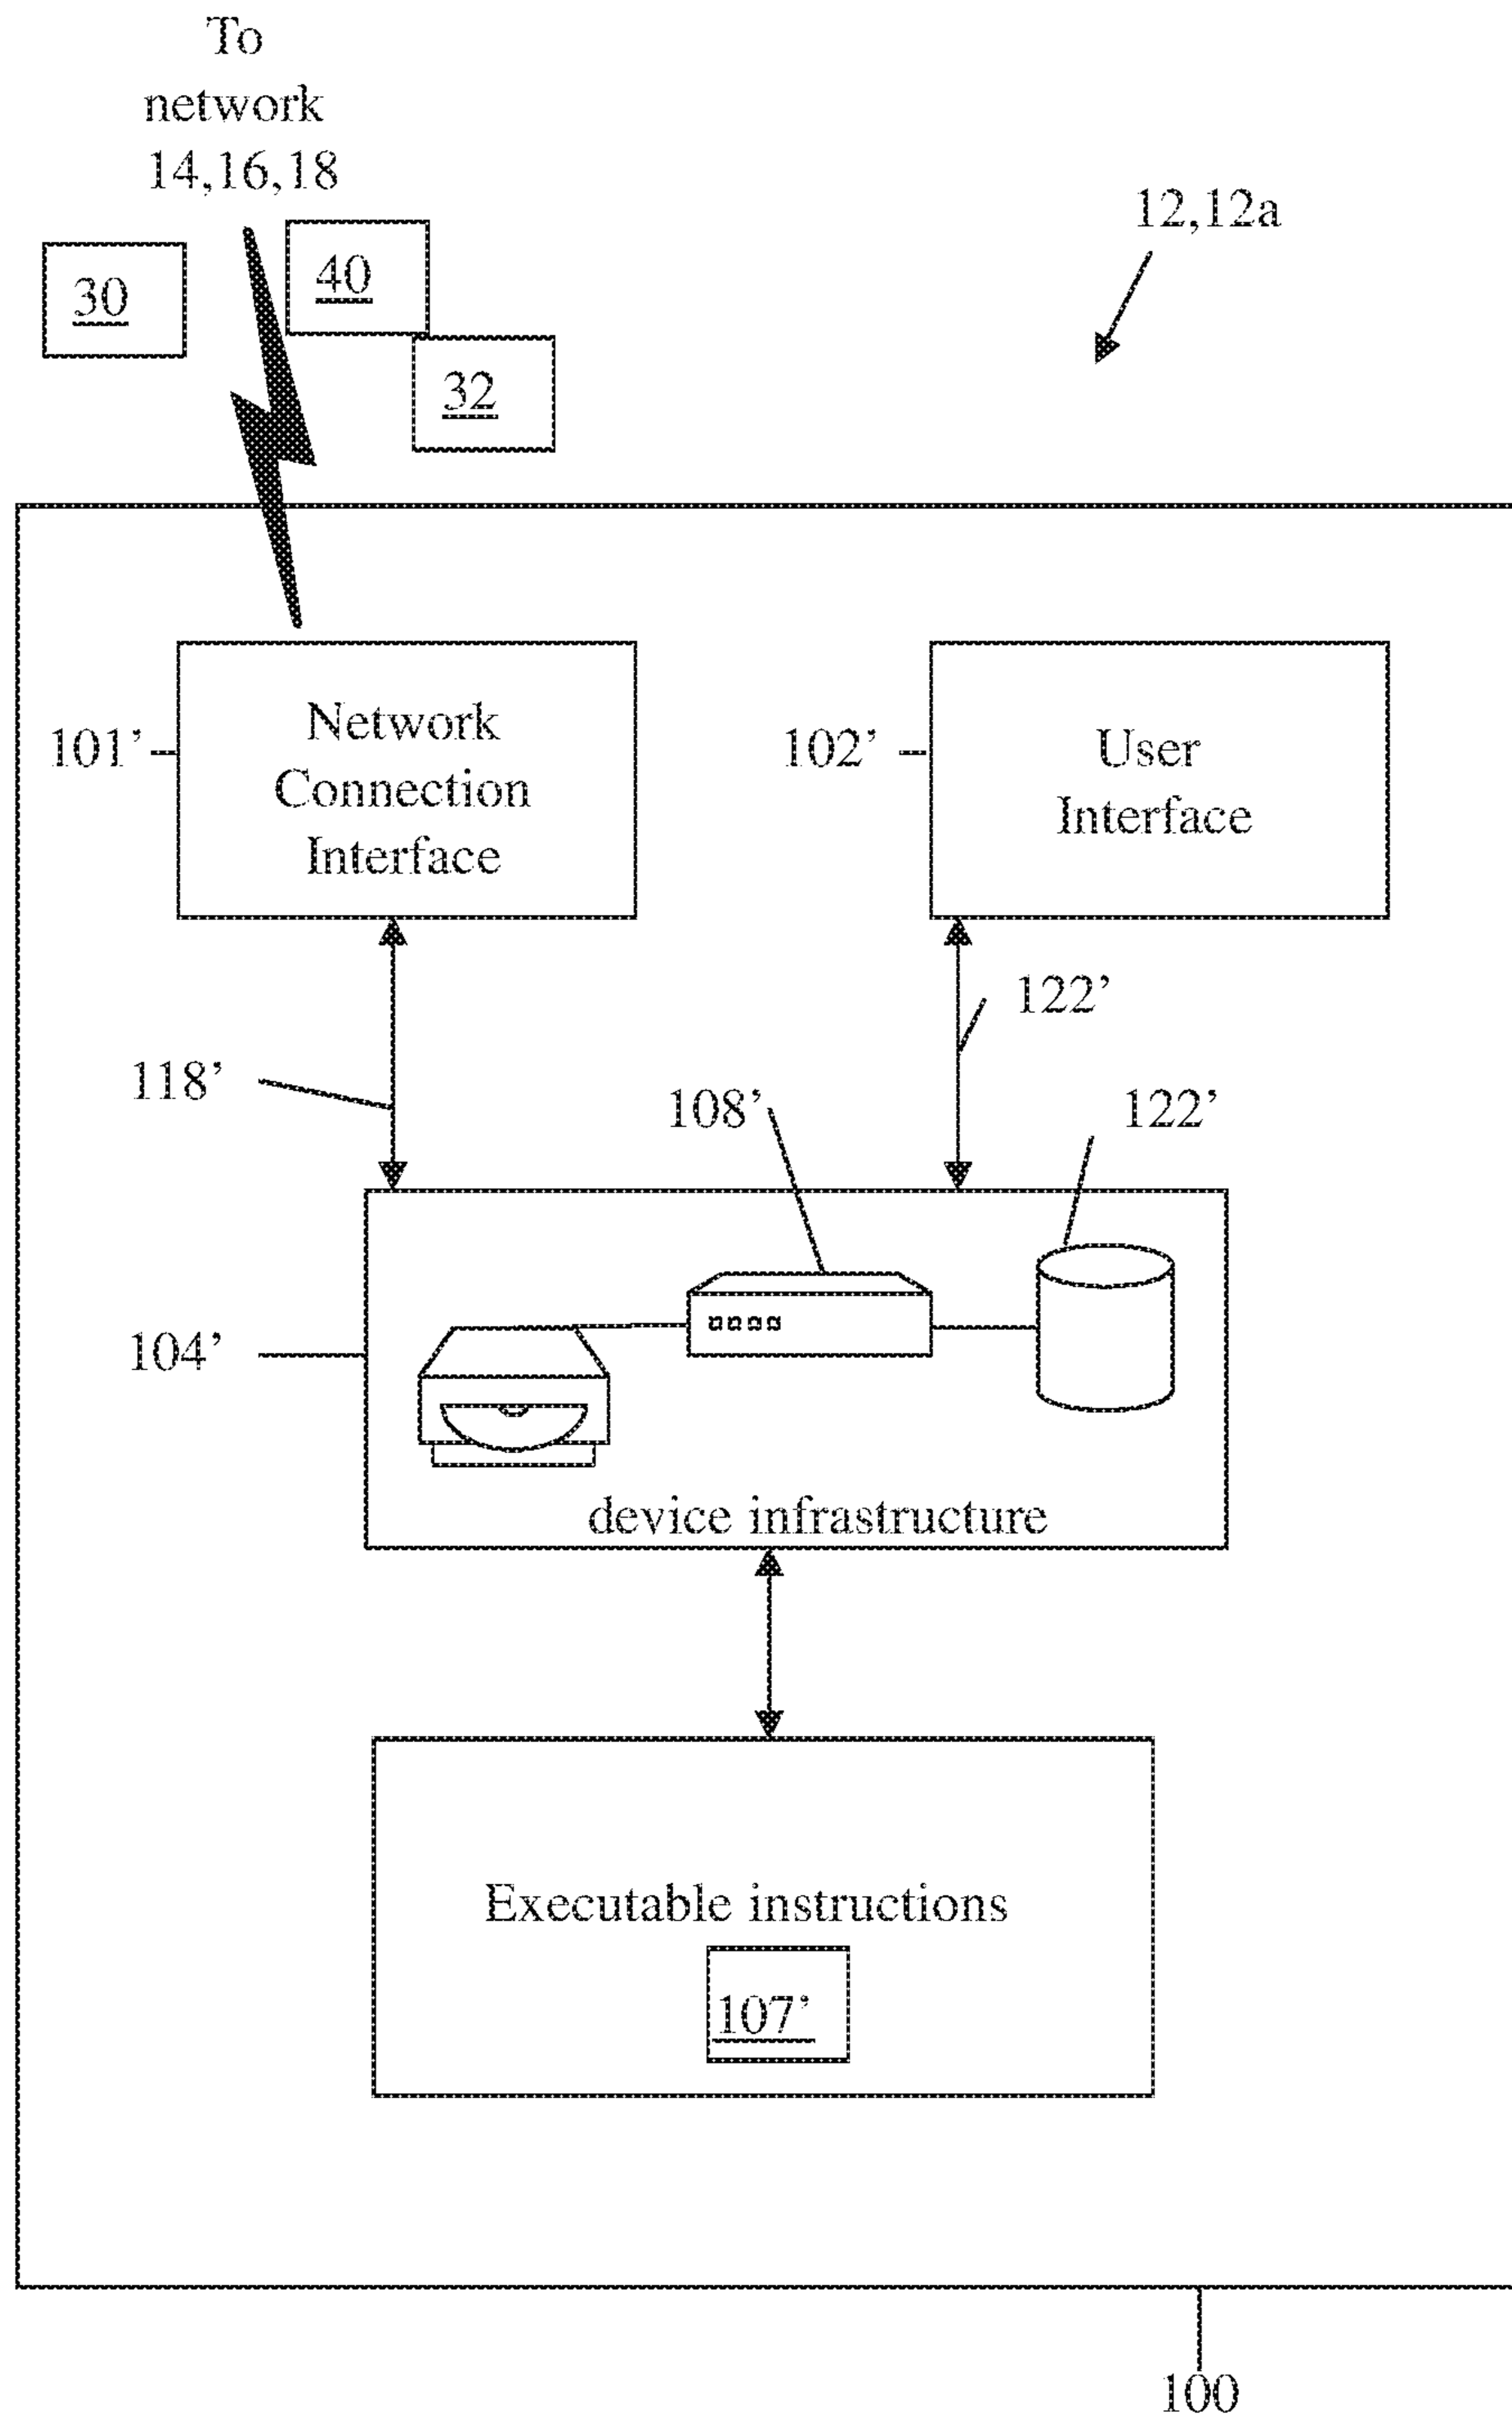 To
network
14,16,18
12,12a
30
40
32
101’
Network
Connection
Interface
102’
User
Interface
122’
118’
108’
122’
104’
device infrastructure
Executable instructions
107’
100